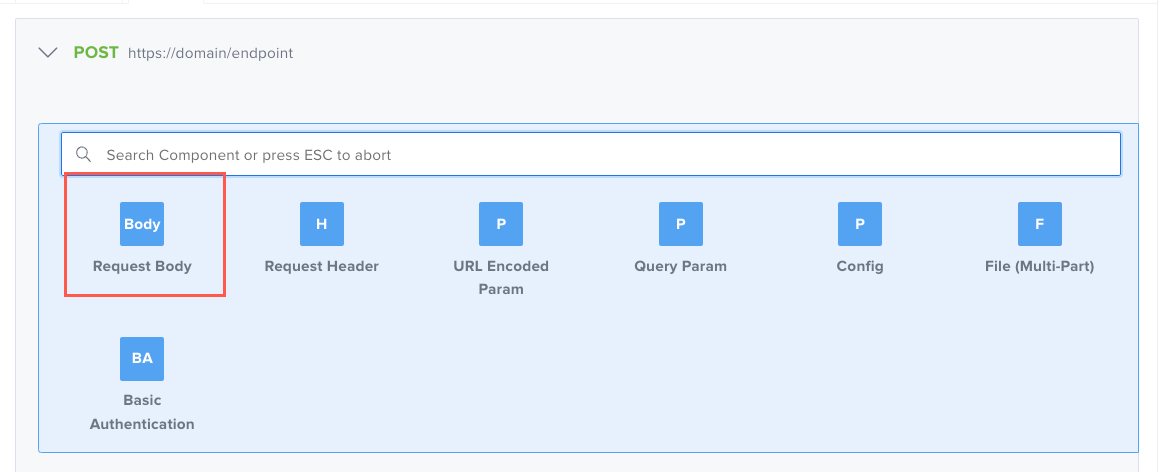 POST https://domain/endpoint
Search Component or press ESC to abort
Body
Request Body
H
Request Header
P
URL Encoded
Param
P
Query Param
P
Config
F
File (Multi-Part)
BA
Basic
Authentication